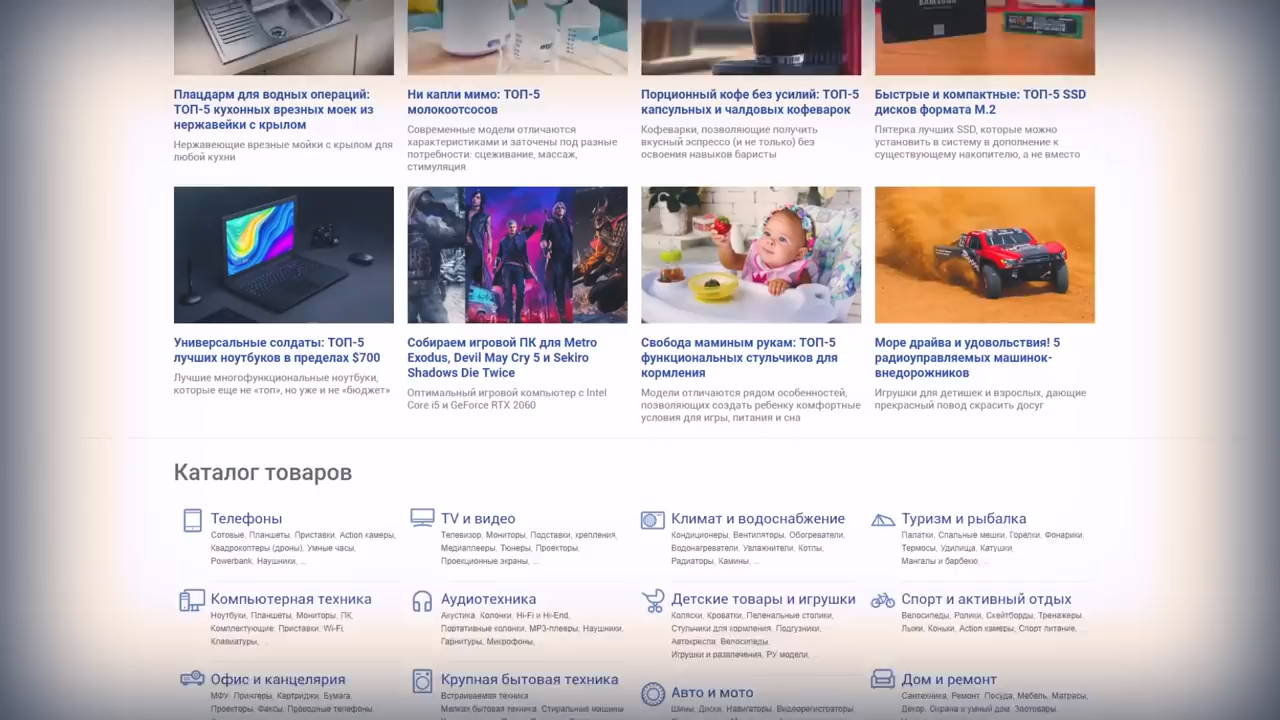 SAMSUNG
Плацдарм для водных операций:
ТОП-5 кухонных врезных моек из
нержавейки с крылом
Нержавеющие врезные мойки с крылом для
любой кухни
Ни капли мимо: ТОП-5
молокоотсосов
Современные модели отличаются
характеристиками и заточены под разные
потребности: сцеживание, массаж,
стимуляция.
Порционный кофе без усилий: ТОП-5
капсульных и чалдовых кофеварок
Кофеварки, позволяющие получить
вкусный эспрессо (и не только) без
освоения навыков баристы
Быстрые и компактные: ТОП-5 SSD
дисков формата M.2
Пятерка лучших SSD, которые можно
установить в систему в дополнение к
существующему накопителю, а не вместо
Универсальные солдаты: ТОП-5
лучших ноутбуков в пределах $700
Лучшие многофункциональные ноутбуки,
которые еще не «топ», но уже и не «бюджет»
Собираем игровой ПК для Metro
Exodus, Devil May Cry 5 и Sekiro
Shadows Die Twice
Оптимальный игровой компьютер с Intel
Core i5 и GeForce RTX 2060
Свобода маминым рукам: ТОП-5
функциональных стульчиков для
кормления
Модели отличаются рядом особенностей,
позволяющих создать ребенку комфортные
условия для игры, питания и сна
Море драйва и удовольствия! 5
радиоуправляемых машинок-
внедорожников
Игрушки для детишек и взрослых, дающие
прекрасный повод скрасить досуг
Каталог товаров
Телефоны
Сотовые, Планшеты, Приставки, Action камеры,
Квадрокоптеры (дроны), Умные часы,
Powerbank, Наушники, ...
TV и видео
Телевизор, Мониторы, Подставки, крепления,
Медиаплееры, Тюнеры, Проекторы,
Проекционные экраны, ...
Климат и водоснабжение
Кондиционеры, Вентиляторы, Обогреватели,
Водонагреватели, Увлажнители, Котлы,
Радиаторы, Камины, ...
Туризм и рыбалка
Палатки, Спальные мешки, Горелки, Фонарики,
Термосы, Удилища, Катушки,
Мангалы и барбекю, ...
Компьютерная техника
Ноутбуки, Планшеты, Мониторы, ПК,
Комплектующие, Приставки, Wi-Fi,
Клавиатуры, ...
Аудиотехника
Акустика, Колонки, Hi-Fi и Hi-End,
Портативные колонки, MP3-плееры, Наушники,
Гарнитуры, Микрофоны, ...
Детские товары и игрушки
Коляски, Кроватки, Пеленальные столики,
Стульчики для кормления, Подгузники,
Автокресла, Велосипеды,
Игрушки и развлечения, РУ модели, ...
Спорт и активный отдых
Велосипеды, Ролики, Скейтборды, Тренажеры,
Лыжи, Коньки, Action камеры, Спорт питание,
Офис и канцелярия
МФУ, Принтеры, Картриджи, Бумага,
Проекторы, Факсы, Проводные телефоны,
Крупная бытовая техника
Встраиваемая техника
Мелкая бытовая техника, Стиральные машины
Авто и мото
Шины, Диски, Навигаторы, Видеорегистраторы,
Дом и ремонт
Сантехника, Ремонт, Посуда, Мебель, Матрасы,
Декор, Охрана и умный дом, Зоотовары,